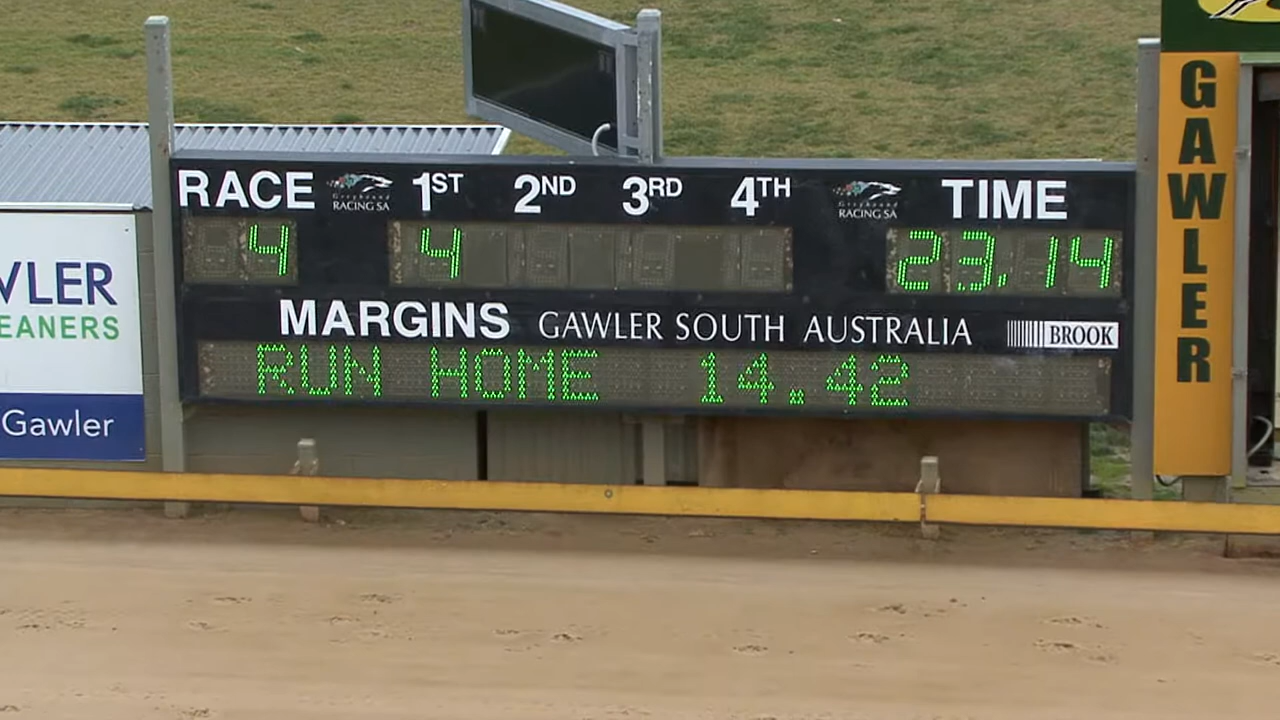 RACE Greyhound RACING SA 1ST 2ND 3RD 4TH Greyhound RACING SA TIME
4 4 23.14
MARGINS GAWLER SOUTH AUSTRALIA BROOK
RUN HOME 14.42
GAWLER
WLER
EANERS
Gawler